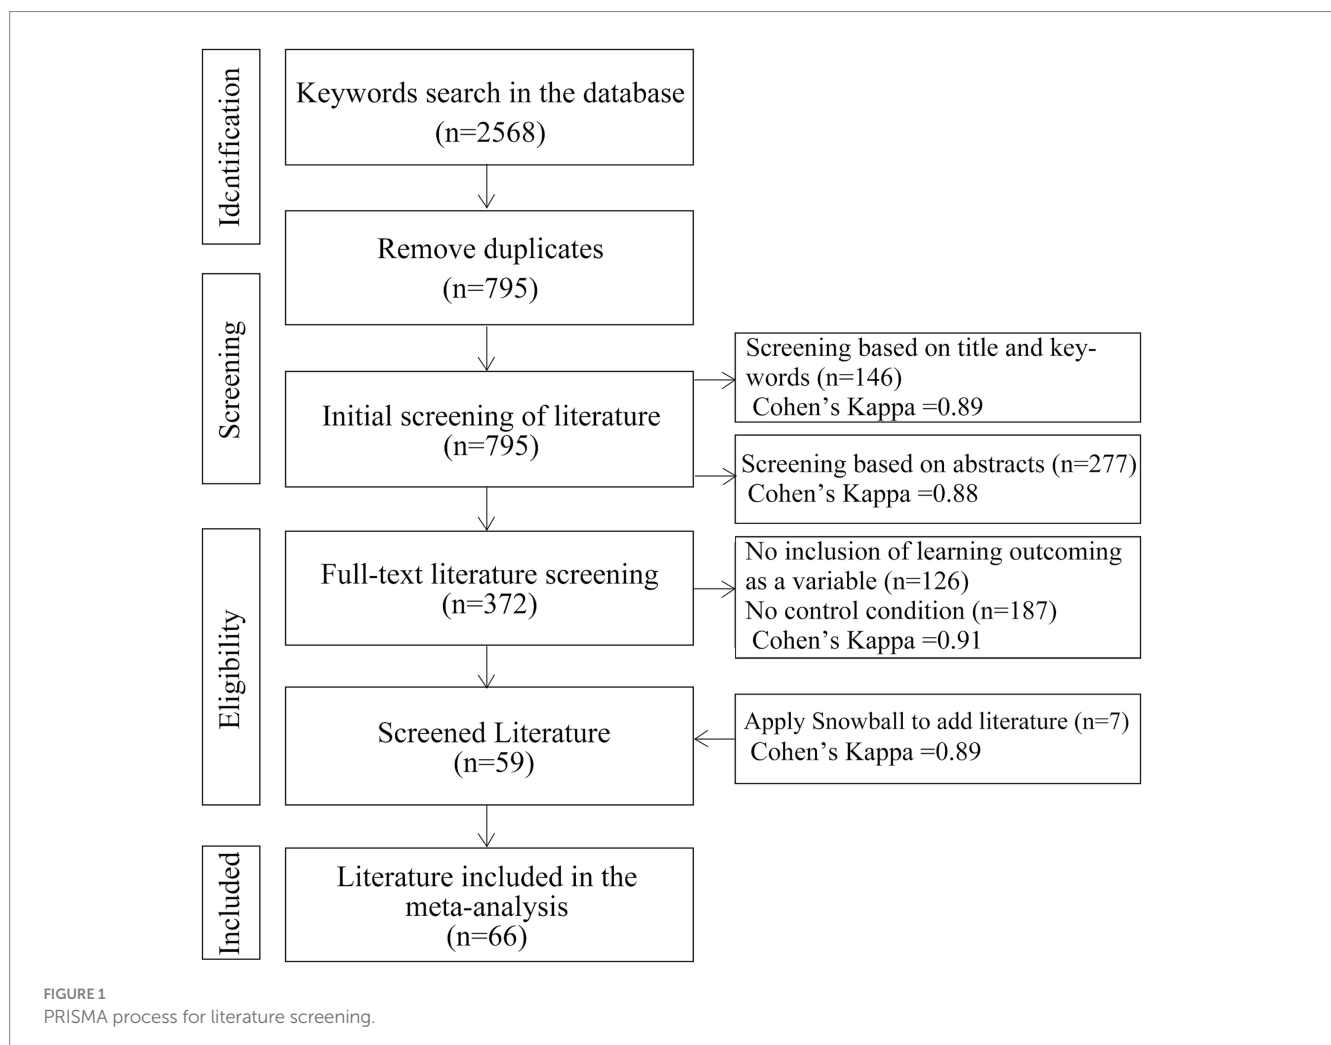 Identification
Keywords search in the database
(n=2568)
Remove duplicates
(n=795)
Screening
Initial screening of literature
(n=795)
Screening based on title and key-
words (n=146)
Cohen's Kappa =0.89
Screening based on abstracts (n=277)
Cohen's Kappa =0.88
Eligibility
Full-text literature screening
(n=372)
No inclusion of learning outcoming
as a variable (n=126)
No control condition (n=187)
Cohen's Kappa =0.91
Screened Literature
(n=59)
Apply Snowball to add literature (n=7)
Cohen's Kappa =0.89
Included
Literature included in the
meta-analysis
(n=66)
FIGURE 1
PRISMA process for literature screening.